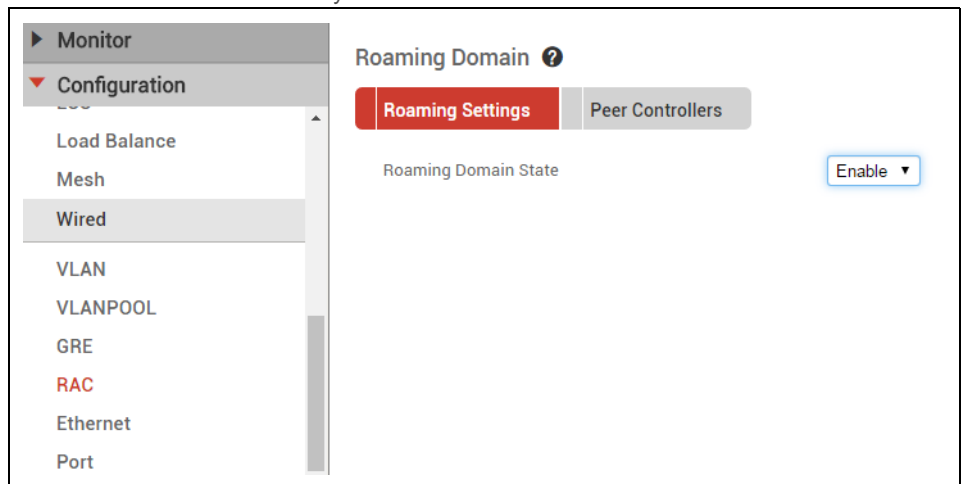 Monitor
Configuration
Load Balance
Mesh
Wired
VLAN
VLANPOOL
GRE
RAC
Ethernet
Port
Roaming Domain ?
Roaming Settings Peer Controllers
Roaming Domain State Enable